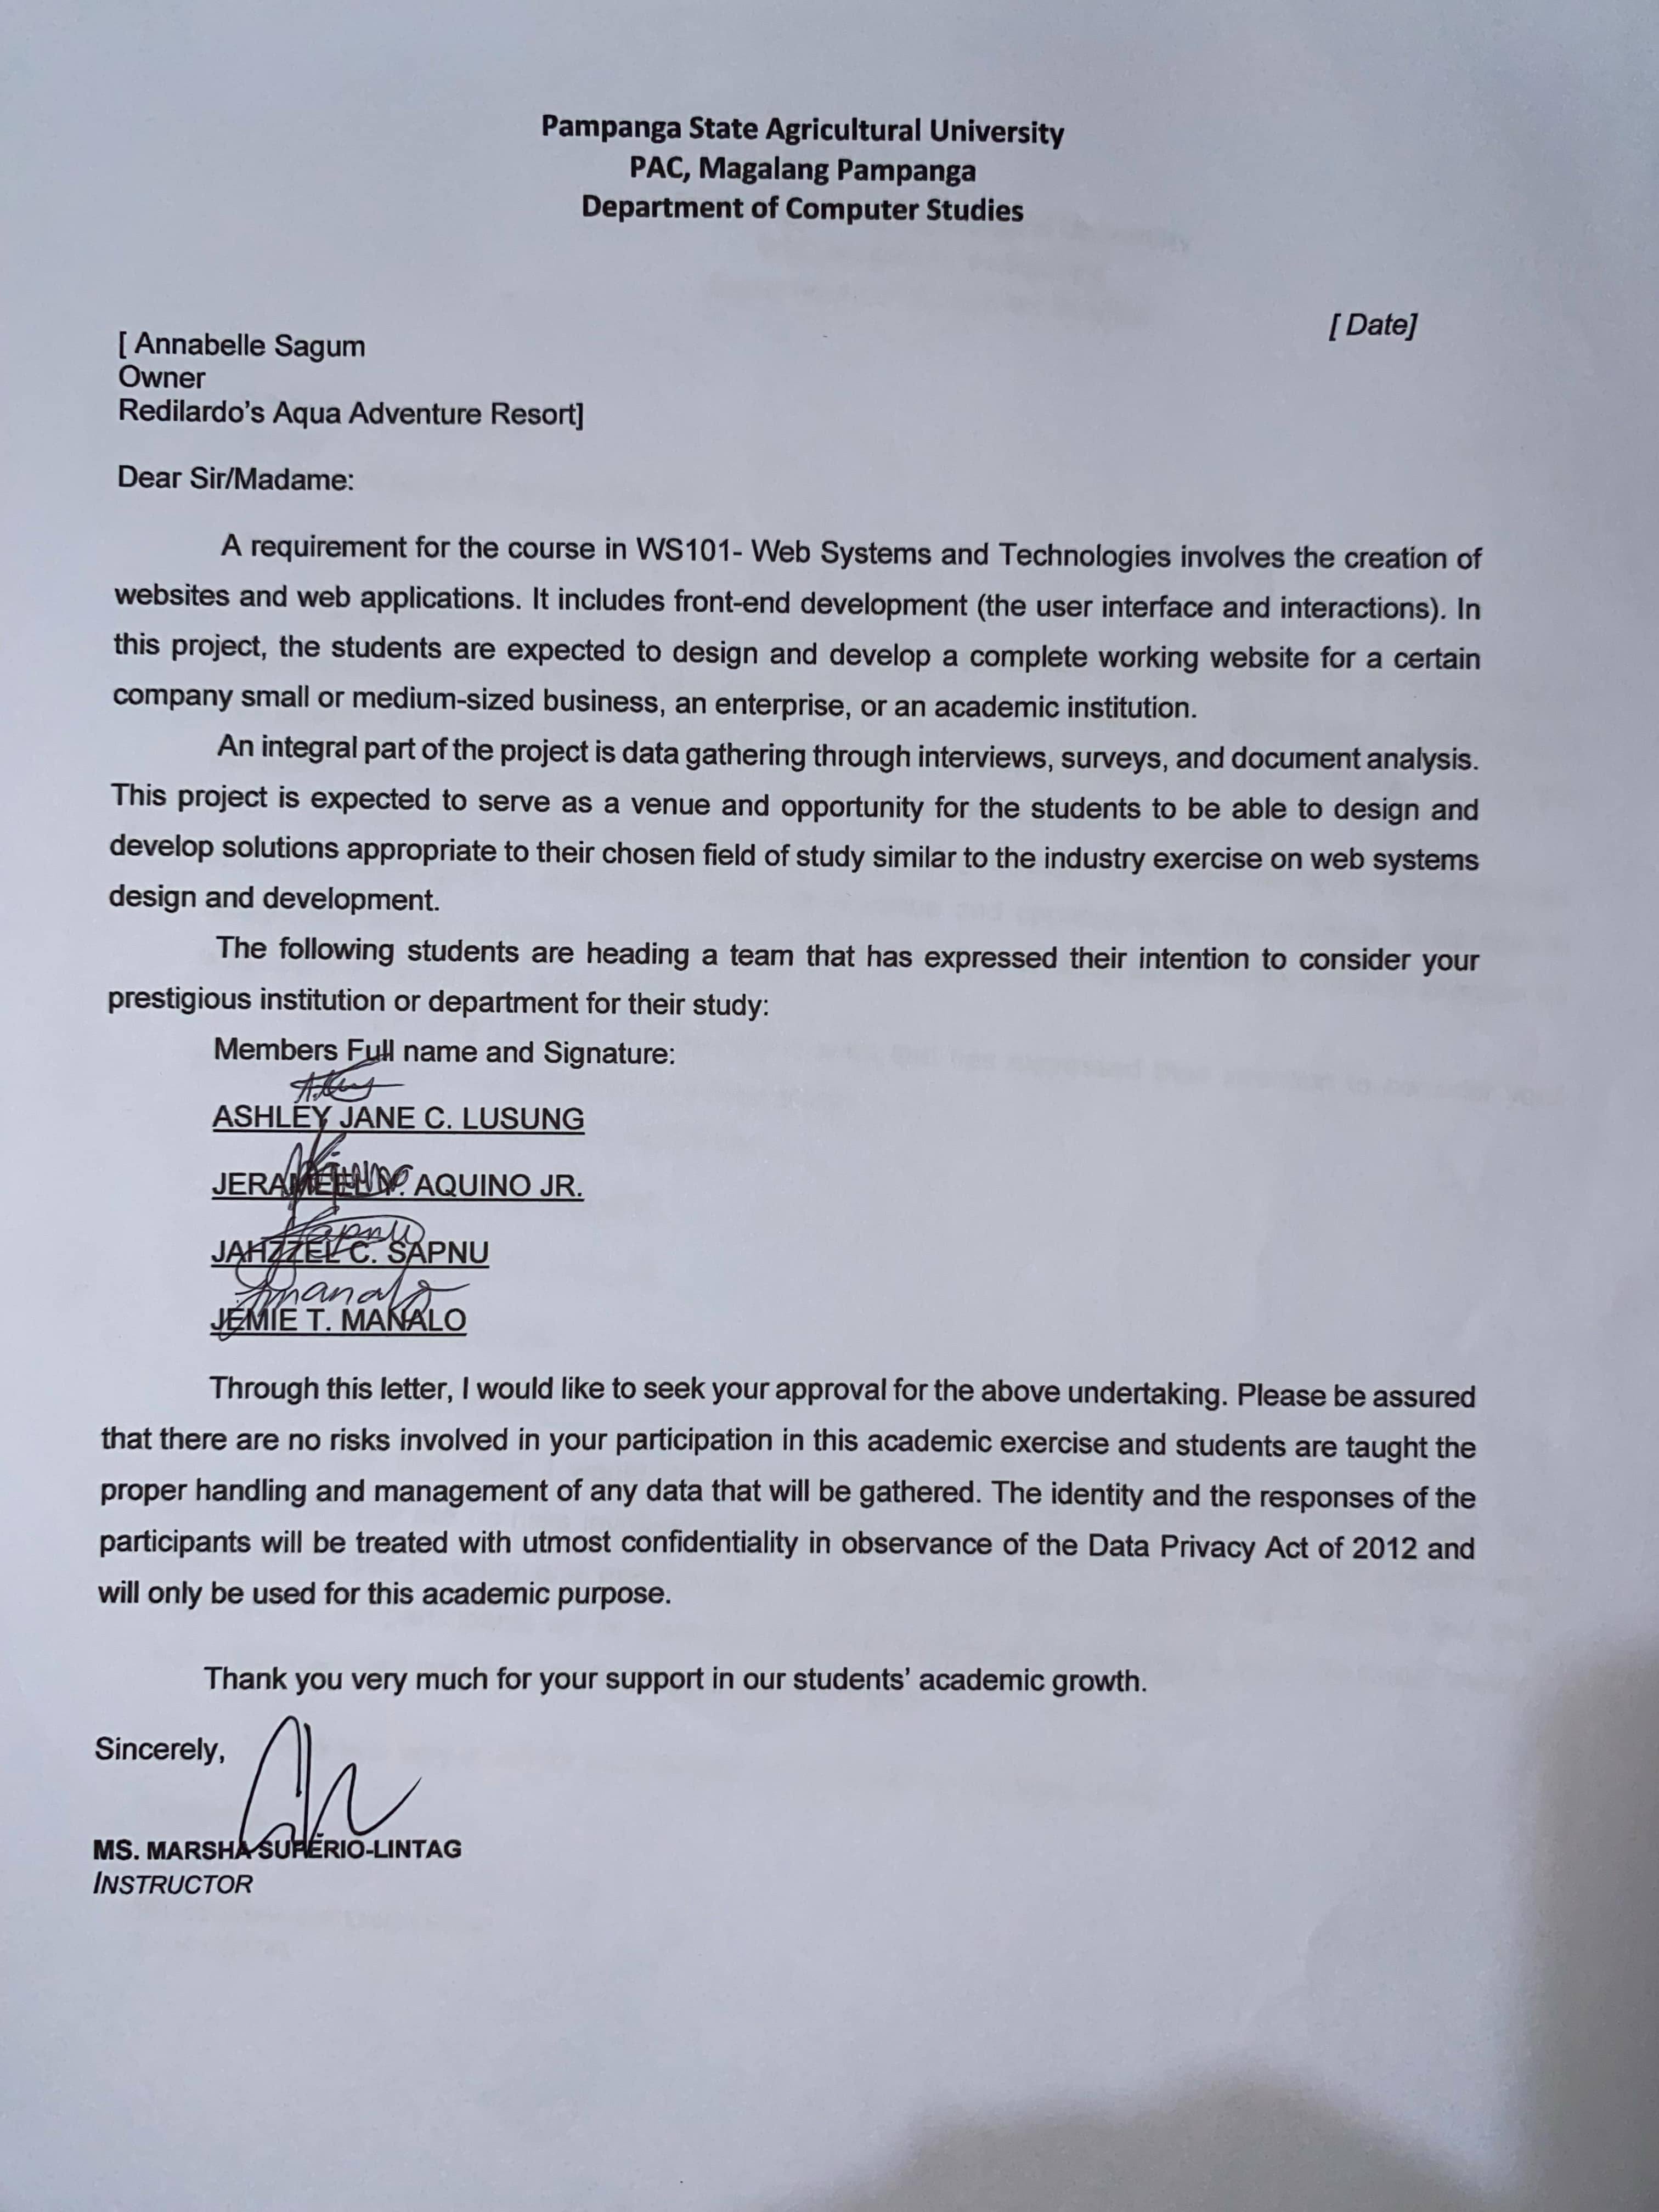 Pampanga State Agricultural University
PAC, Magalang Pampanga
Department of Computer Studies
[ Date]
[ Annabelle Sagum
Owner
Redilardo's Aqua Adventure Resort]
Dear Sir/Madame:
A requirement for the course in WS101- Web Systems and Technologies involves the creation of
websites and web applications. It includes front-end development (the user interface and interactions). In
this project, the students are expected to design and develop a complete working website for a certain
company small or medium-sized business, an enterprise, or an academic institution.
An integral part of the project is data gathering through interviews, surveys, and document analysis.
This project is expected to serve as a venue and opportunity for the students to be able to design and
develop solutions appropriate to their chosen field of study similar to the industry exercise on web systems
design and development.
The following students are heading a team that has expressed their intention to consider your
prestigious institution or department for their study:
Members Full name and Signature:
ASHLEY JANE C. LUSUNG
AQUINO JR.
Sapnu
JAHZZEL C. SAPNU
Jmanalo
JEMIE T. MANALO
Through this letter, I would like to seek your approval for the above undertaking. Please be assured
that there are no risks involved in your participation in this academic exercise and students are taught the
proper handling and management of any data that will be gathered. The identity and the responses of the
participants will be treated with utmost confidentiality in observance of the Data Privacy Act of 2012 and
will only be used for this academic purpose.
Thank you very much for your support in our students' academic growth.
Sincerely,
MS. MARSHA SUPERIO-LINTAG
INSTRUCTOR